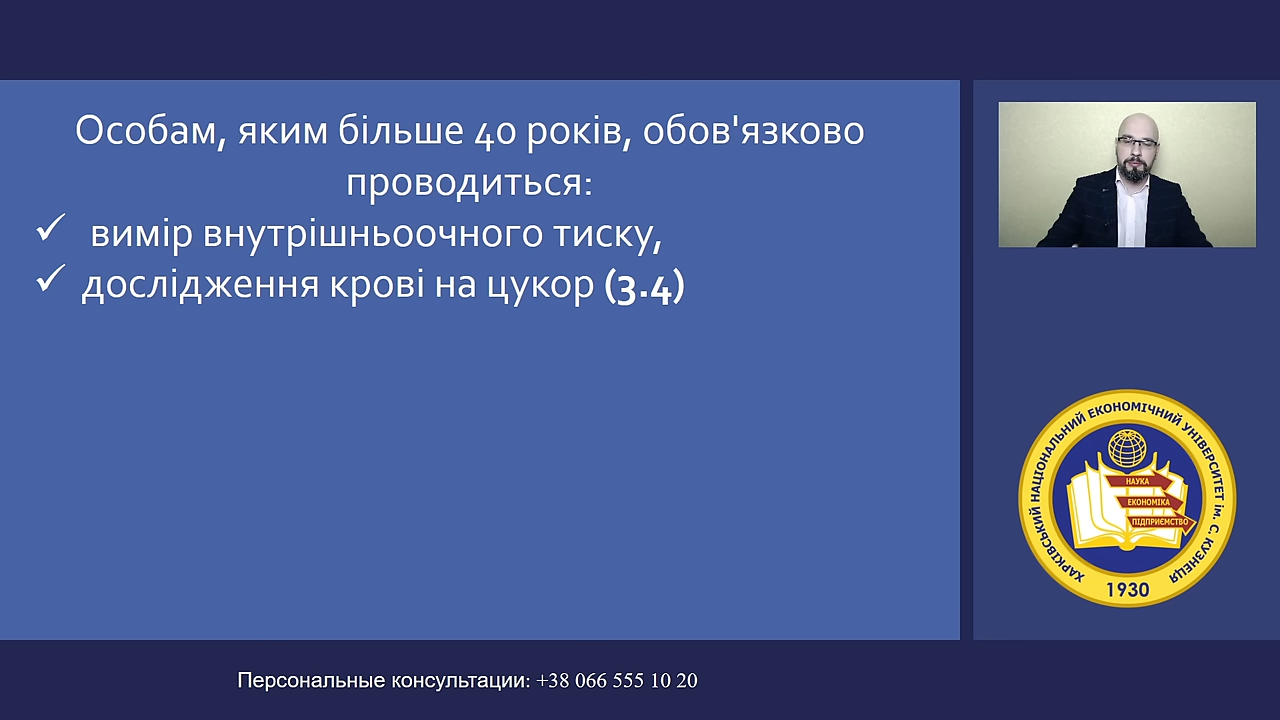 Особам, яким більше 40 років, обов'язково
проводиться:
✓ вимір внутрішньоочного тиску,
✓ дослідження крові на цукор (3.4)
ХАРКІВСЬКИЙ НАЦІОНАЛЬНИЙ ЕКОНОМІЧНИЙ УНІВЕРСИТЕТ ім. С. КУЗНЕЦЯ
НАУКА
ЕКОНОМІКА
ПІДПРИЄМСТВО
1930
Персональные консультации: +38 066 555 10 20